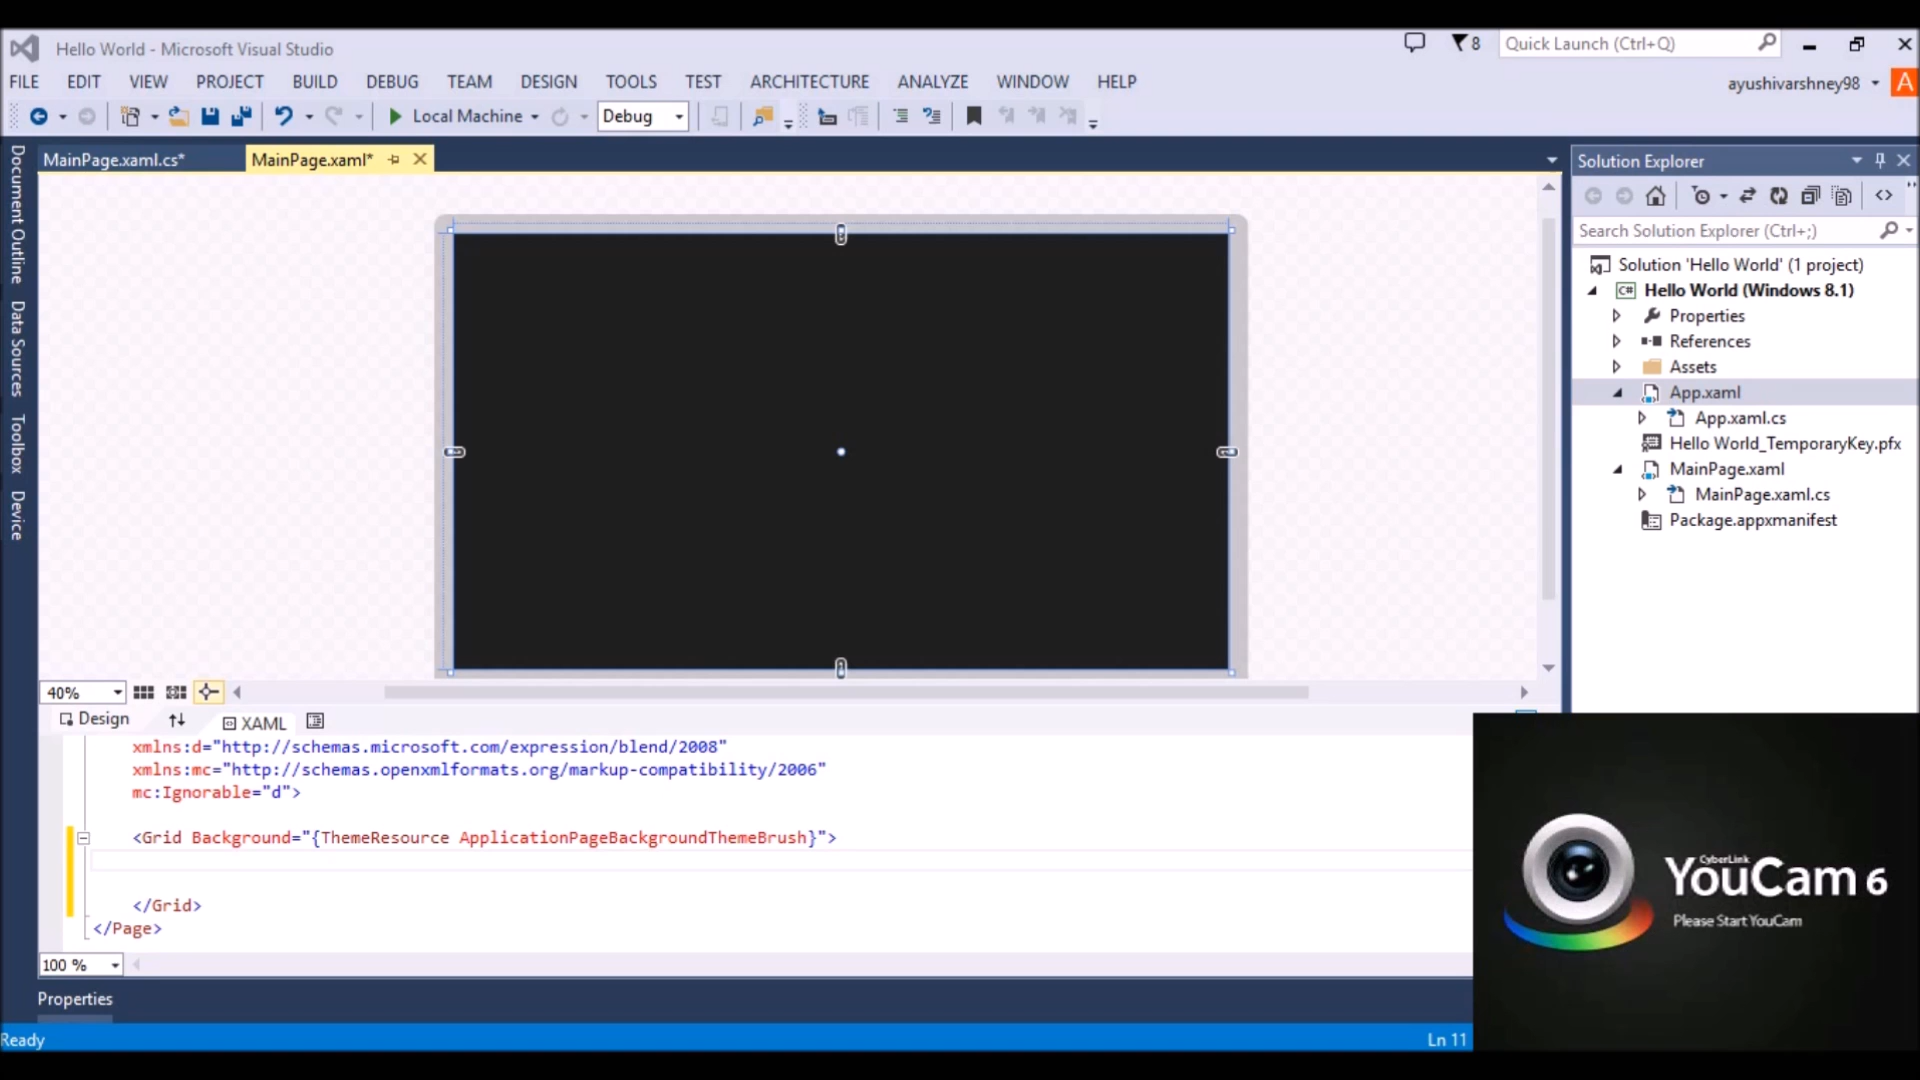 Hello World - Microsoft Visual Studio
8
Quick Launch (Ctrl+Q)
FILE EDIT VIEW PROJECT BUILD DEBUG TEAM DESIGN TOOLS TEST ARCHITECTURE ANALYZE WINDOW HELP
ayushivarshney98
A
Local Machine
Debug
MainPage.xaml.cs*
MainPage.xaml*
Document Outline
Data Sources
Toolbox
Device
Solution Explorer
Search Solution Explorer (Ctrl+;)
Solution 'Hello World' (1 project)
C# Hello World (Windows 8.1)
Properties
References
Assets
App.xaml
App.xaml.cs
Hello World_TemporaryKey.pfx
MainPage.xaml
MainPage.xaml.cs
Package.appxmanifest
40%
Design
XAML
xmlns:d="http://schemas.microsoft.com/expression/blend/2008"
xmlns:mc="http://schemas.openxmlformats.org/markup-compatibility/2006"
mc:Ignorable="d">
<Grid Background="{ThemeResource ApplicationPageBackgroundThemeBrush}">
</Grid>
</Page>
100 %
Properties
Ready
Ln 11
CyberLink
YouCam 6
Please Start YouCam